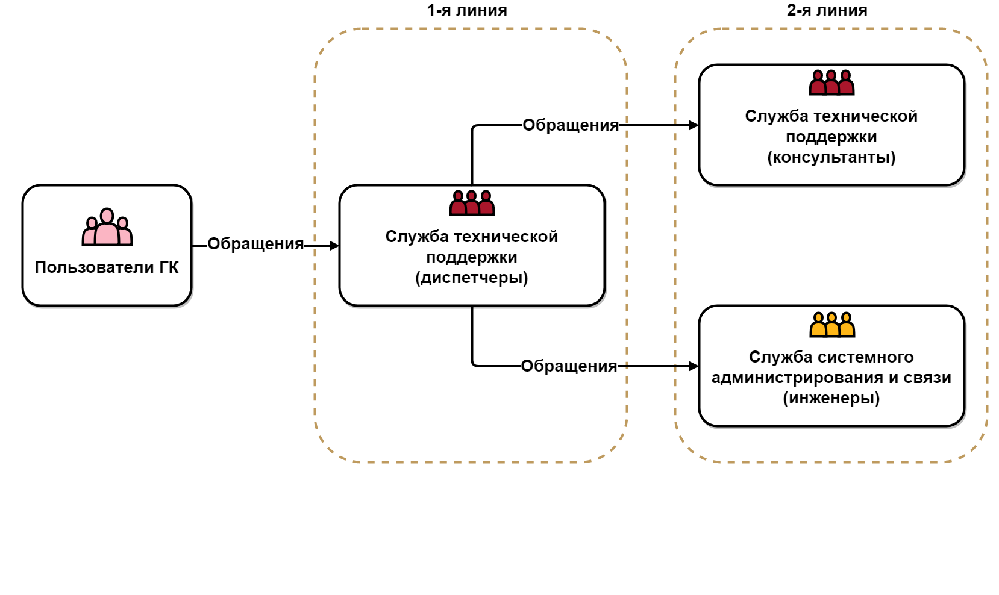 1-я линия
2-я линия
Служба технической
поддержки
(консультанты)
Обращения
Пользователи ГК
Обращения
Служба технической
поддержки
(диспетчеры)
Обращения
Служба системного
администрирования и связи
(инженеры)